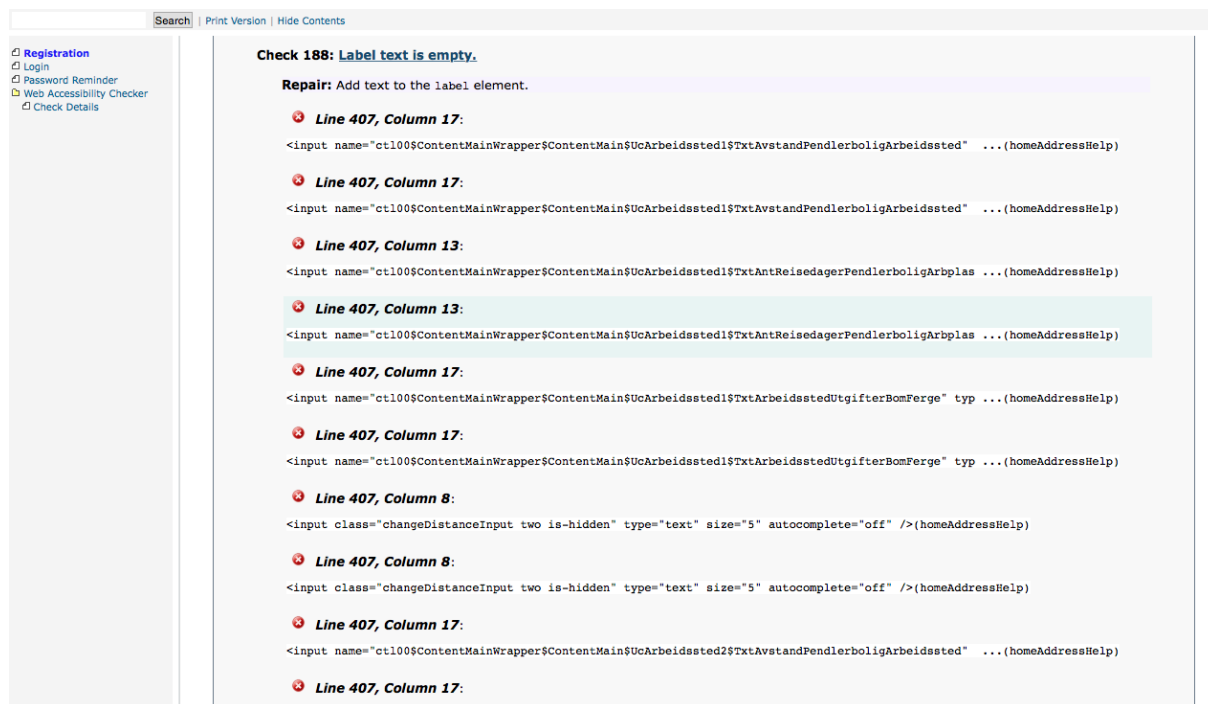 Search | Print Version | Hide Contents
Registration
Login
Password Reminder
Web Accessibility Checker
Check Details
Check 188: Label text is empty.
Repair: Add text to the label element.
Line 407, Column 17:
<input name="ctl00$ContentMainWrapper$ContentMain$UcArbeidssted1$TxtAvstandPendlerboligArbeidssted" ...(homeAddressHelp)
Line 407, Column 17:
<input name="ctl00$ContentMainWrapper$ContentMain$UcArbeidssted1$TxtAvstandPendlerboligArbeidssted" ...(homeAddressHelp)
Line 407, Column 13:
<input name="ctl00$ContentMainWrapper$ContentMain$UcArbeidssted1$TxtAntReisedagerPendlerboligArbplas ...(homeAddressHelp)
Line 407, Column 13:
<input name="ctl00$ContentMainWrapper$ContentMain$UcArbeidssted1$TxtAntReisedagerPendlerboligArbplas ...(homeAddressHelp)
Line 407, Column 17:
<input name="ctl00$ContentMainWrapper$ContentMain$UcArbeidssted1$TxtArbeidsstedUtgifterBomFerge" typ ...(homeAddressHelp)
Line 407, Column 17:
<input name="ctl00$ContentMainWrapper$ContentMain$UcArbeidssted1$TxtArbeidsstedUtgifterBomFerge" typ ...(homeAddressHelp)
Line 407, Column 8:
<input class="changeDistanceInput two is-hidden" type="text" size="5" autocomplete="off" />(homeAddressHelp)
Line 407, Column 8:
<input class="changeDistanceInput two is-hidden" type="text" size="5" autocomplete="off" />(homeAddressHelp)
Line 407, Column 17:
<input name="ctl00$ContentMainWrapper$ContentMain$UcArbeidssted2$TxtAvstandPendlerboligArbeidssted" ...(homeAddressHelp)
Line 407, Column 17: